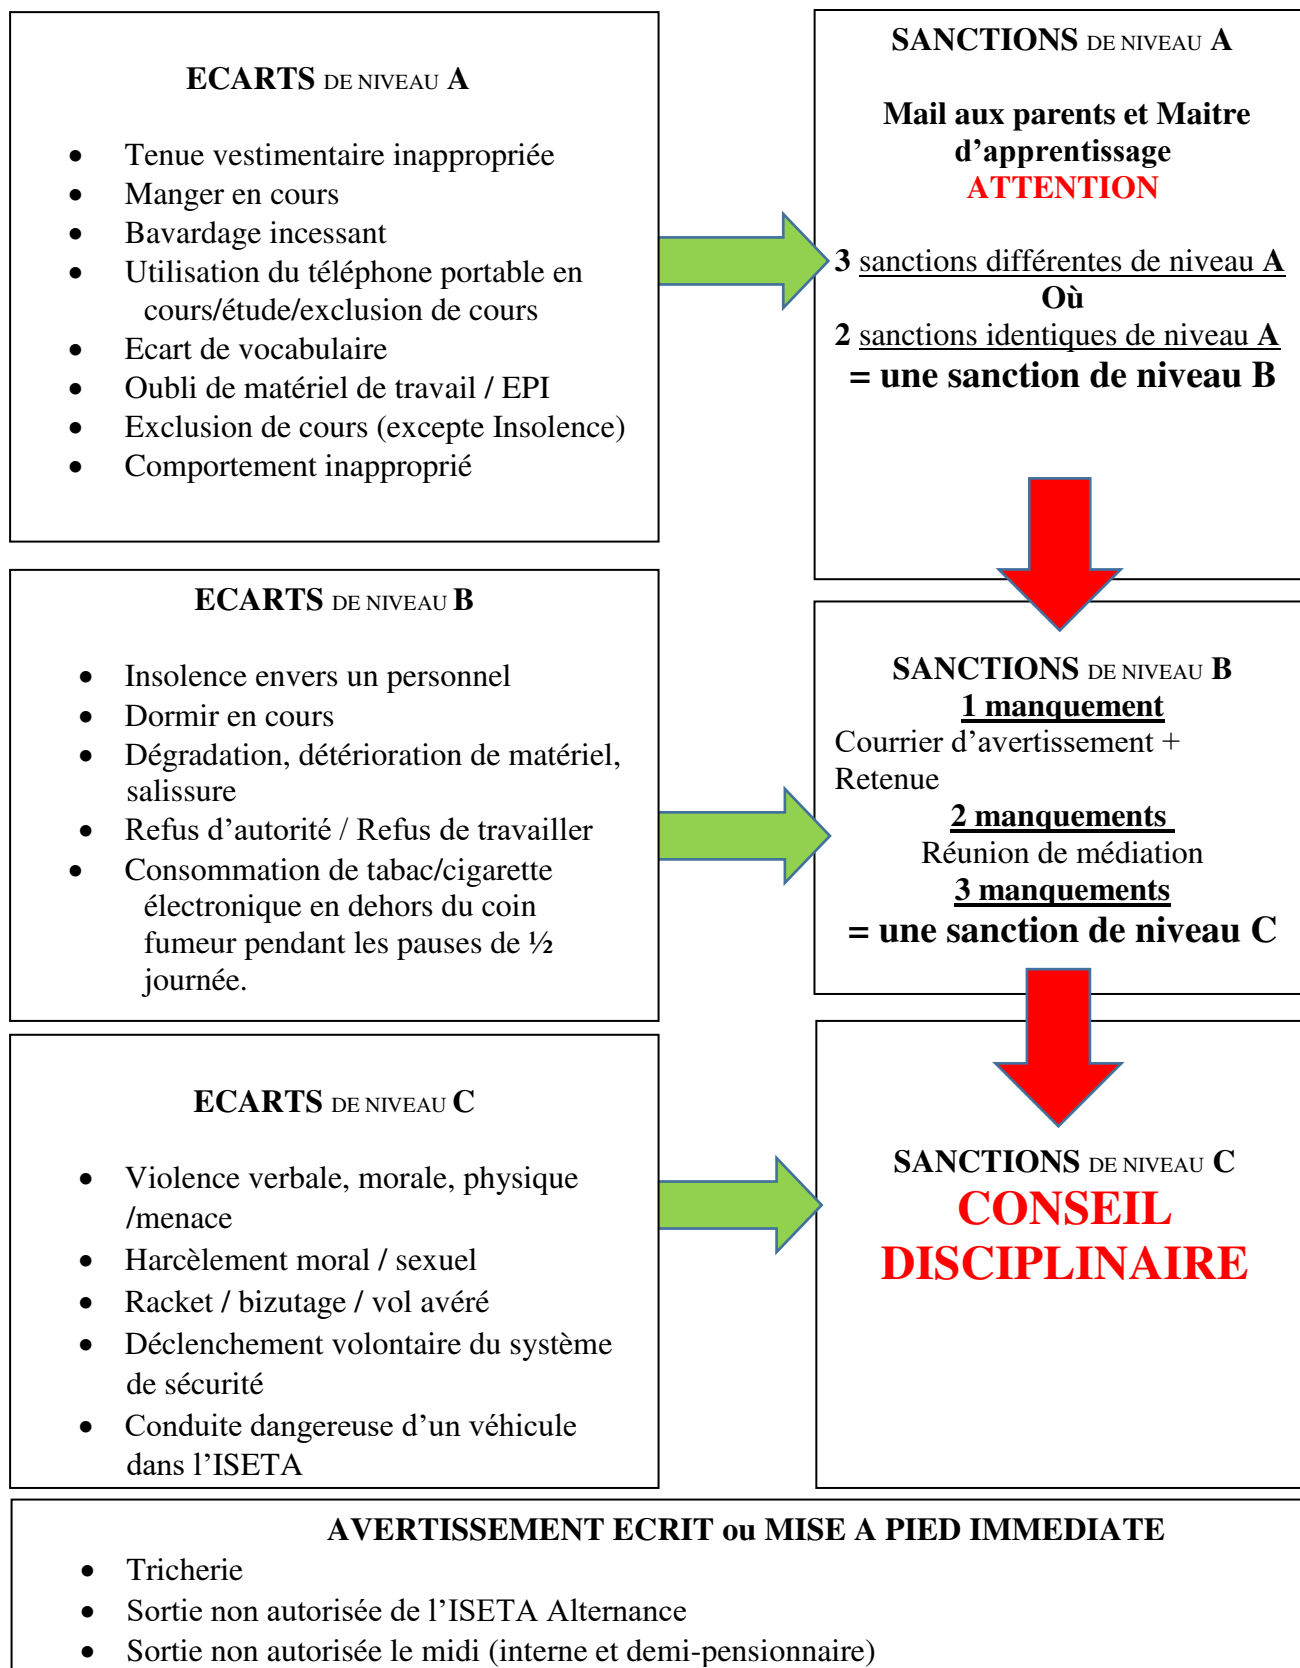 ECARTS DE NIVEAU A
• Tenue vestimentaire inappropriée
• Manger en cours
• Bavardage incessant
• Utilisation du téléphone portable en
cours/étude/exclusion de cours
• Ecart de vocabulaire
• Oubli de matériel de travail / EPI
• Exclusion de cours (excepte Insolence)
• Comportement inapproprié
SANCTIONS DE NIVEAU A
Mail aux parents et Maitre
d’apprentissage
ATTENTION
3 sanctions différentes de niveau A
Où
2 sanctions identiques de niveau A
= une sanction de niveau B
ECARTS DE NIVEAU B
• Insolence envers un personnel
• Dormir en cours
• Dégradation, détérioration de matériel,
salissure
• Refus d’autorité / Refus de travailler
• Consommation de tabac/cigarette
électronique en dehors du coin
fumeur pendant les pauses de ½
journée.
SANCTIONS DE NIVEAU B
1 manquement
Courrier d’avertissement +
Retenue
2 manquements
Réunion de médiation
3 manquements
= une sanction de niveau C
ECARTS DE NIVEAU C
• Violence verbale, morale, physique
/menace
• Harcèlement moral / sexuel
• Racket / bizutage / vol avéré
• Déclenchement volontaire du système
de sécurité
• Conduite dangereuse d’un véhicule
dans l’ISETA
SANCTIONS DE NIVEAU C
CONSEIL
DISCIPLINAIRE
AVERTISSEMENT ECRIT ou MISE A PIED IMMEDIATE
• Tricherie
• Sortie non autorisée de l’ISETA Alternance
• Sortie non autorisée le midi (interne et demi-pensionnaire)